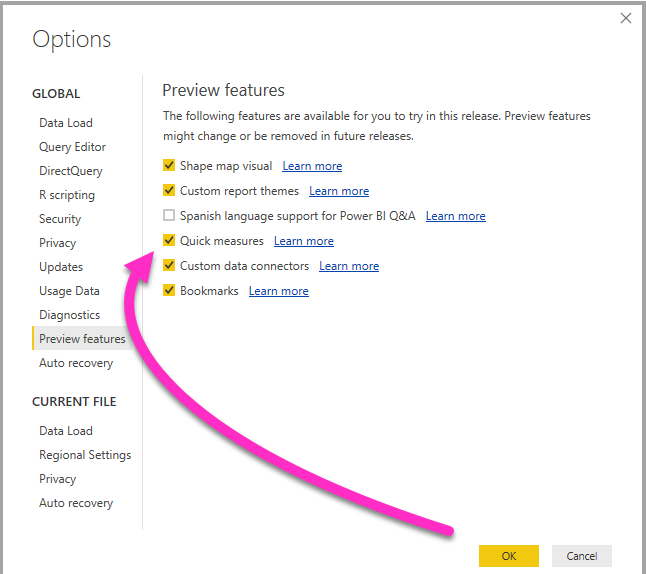 Options
GLOBAL
Data Load
Query Editor
DirectQuery
R scripting
Security
Privacy
Updates
Usage Data
Diagnostics
Preview features
Auto recovery
CURRENT FILE
Data Load
Regional Settings
Privacy
Auto recovery
Preview features
The following features are available for you to try in this release. Preview features
might change or be removed in future releases.
Shape map visual Learn more
Custom report themes Learn more
Spanish language support for Power BI Q&A Learn more
Quick measures Learn more
Custom data connectors Learn more
Bookmarks Learn more
OK Cancel